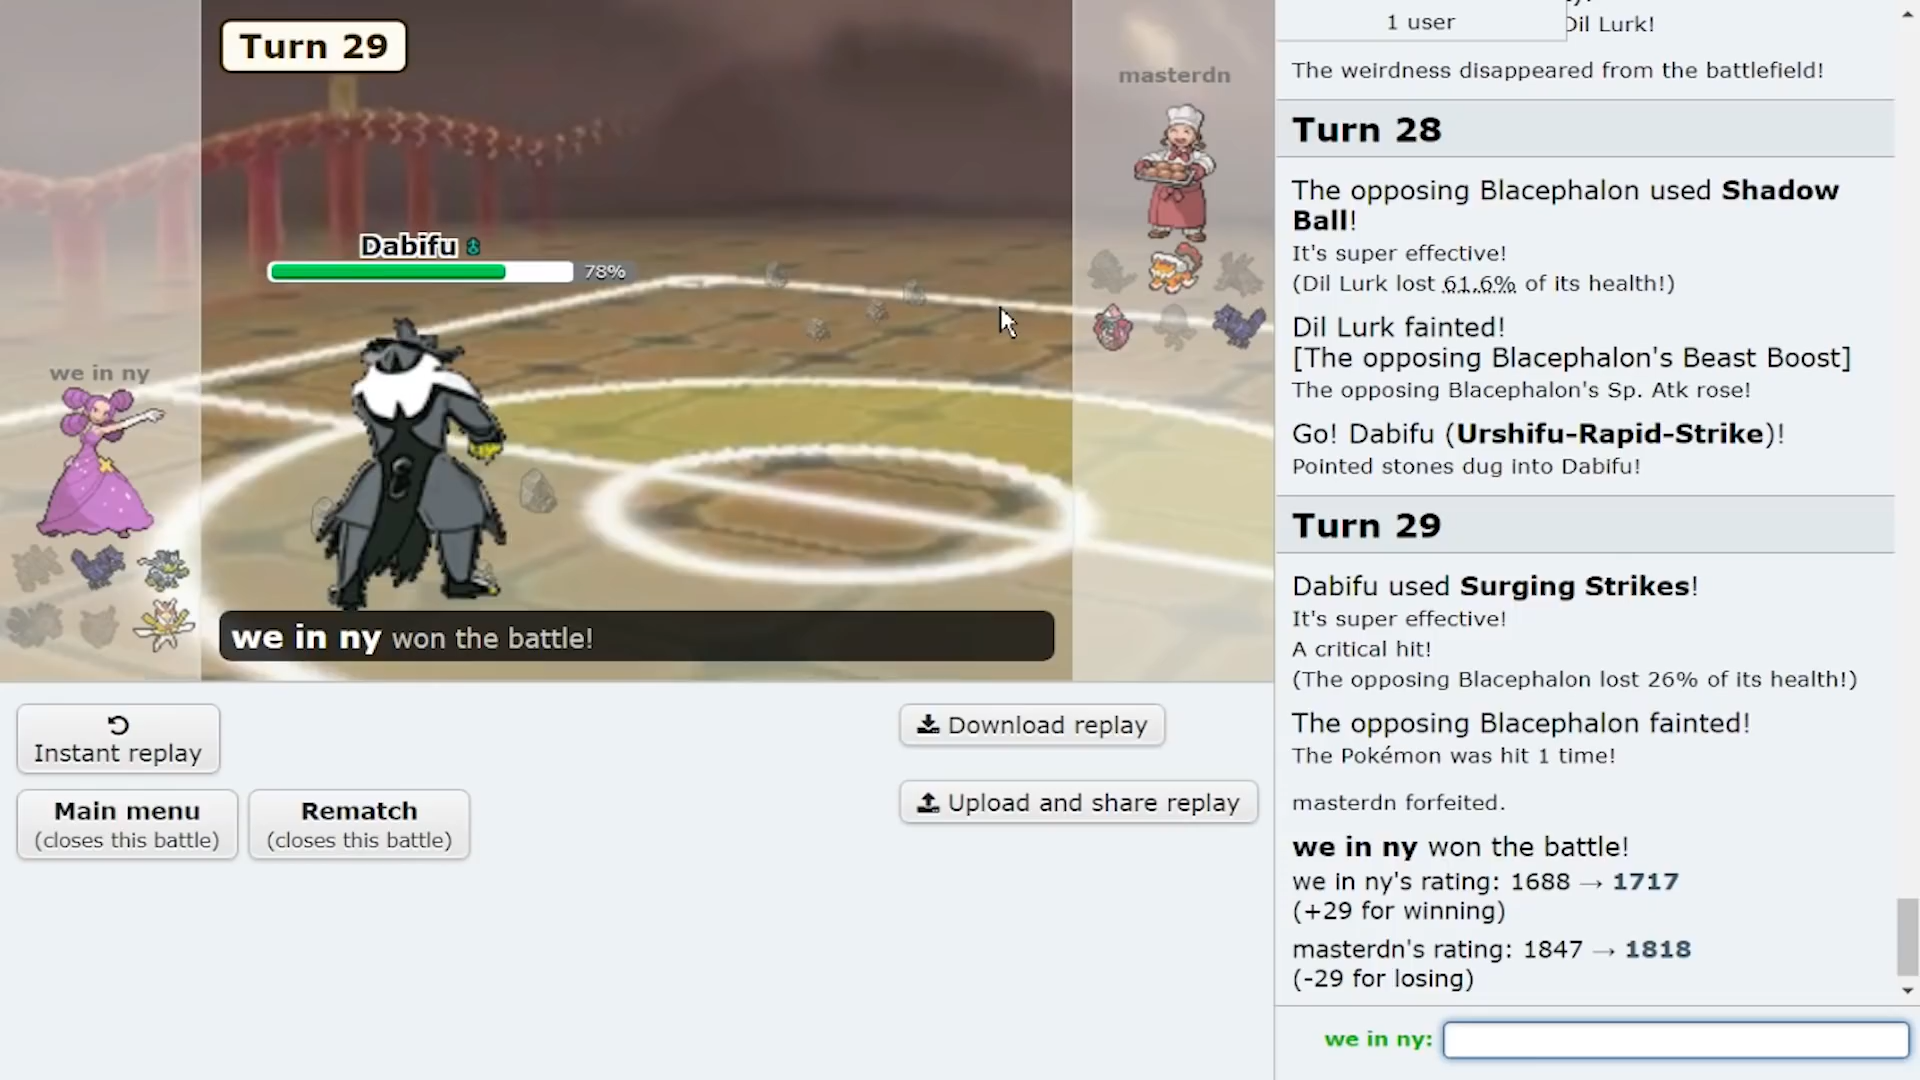 Turn 29
Dabifu
78%
masterdn
we in ny
we in ny won the battle!
Instant replay
Main menu
(closes this battle)
Rematch
(closes this battle)
Download replay
Upload and share replay
1 user
Dil Lurk!
The weirdness disappeared from the battlefield!
Turn 28
The opposing Blacephalon used Shadow
Ball!
It's super effective!
(Dil Lurk lost 61.6% of its health!)
Dil Lurk fainted!
[The opposing Blacephalon's Beast Boost]
The opposing Blacephalon's Sp. Atk rose!
Go! Dabifu (Urshifu-Rapid-Strike)!
Pointed stones dug into Dabifu!
Turn 29
Dabifu used Surging Strikes!
It's super effective!
A critical hit!
(The opposing Blacephalon lost 26% of its health!)
The opposing Blacephalon fainted!
The Pokémon was hit 1 time!
masterdn forfeited.
we in ny won the battle!
we in ny's rating: 1688 → 1717
(+29 for winning)
masterdn's rating: 1847 → 1818
(-29 for losing)
we in ny: